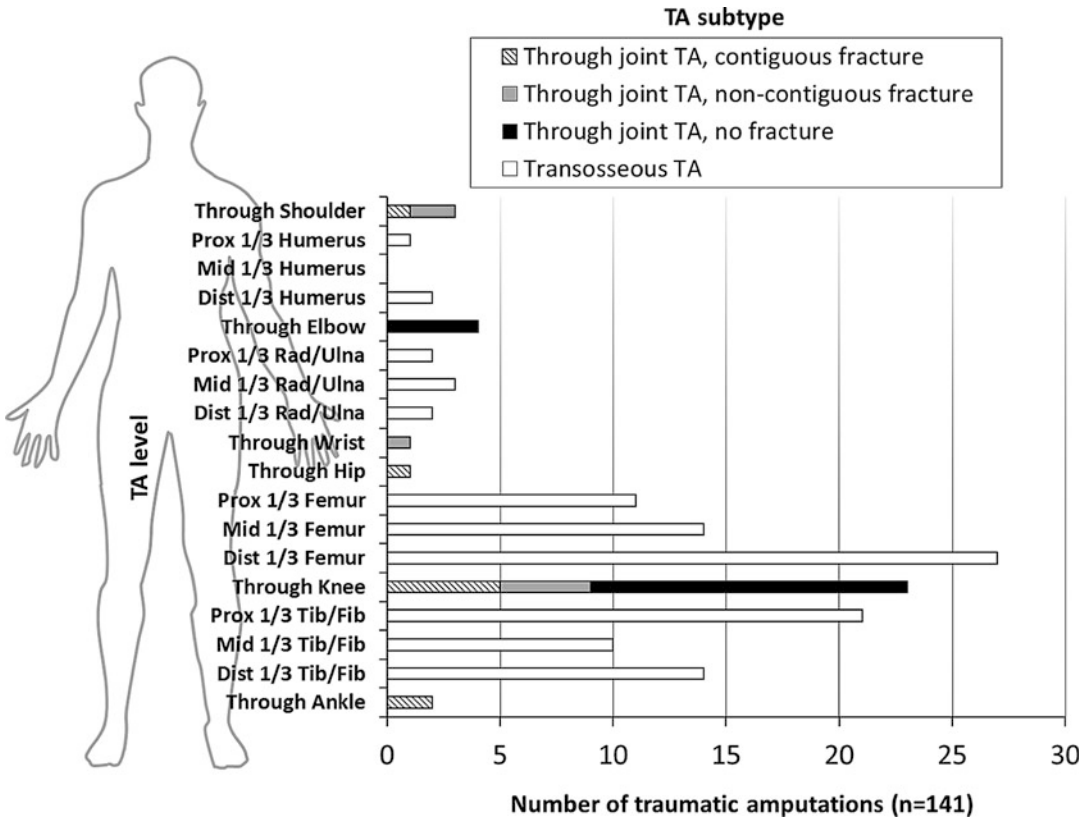 TA subtype
Through joint TA, contiguous fracture
Through joint TA, non-contiguous fracture
Through joint TA, no fracture
Transosseous TA
TA level
Through Shoulder
Prox 1/3 Humerus
Mid 1/3 Humerus
Dist 1/3 Humerus
Through Elbow
Prox 1/3 Rad/Ulna
Mid 1/3 Rad/Ulna
Dist 1/3 Rad/Ulna
Through Wrist
Through Hip
Prox 1/3 Femur
Mid 1/3 Femur
Dist 1/3 Femur
Through Knee
Prox 1/3 Tib/Fib
Mid 1/3 Tib/Fib
Dist 1/3 Tib/Fib
Through Ankle
0 5 10 15 20 25 30
Number of traumatic amputations (n=141)